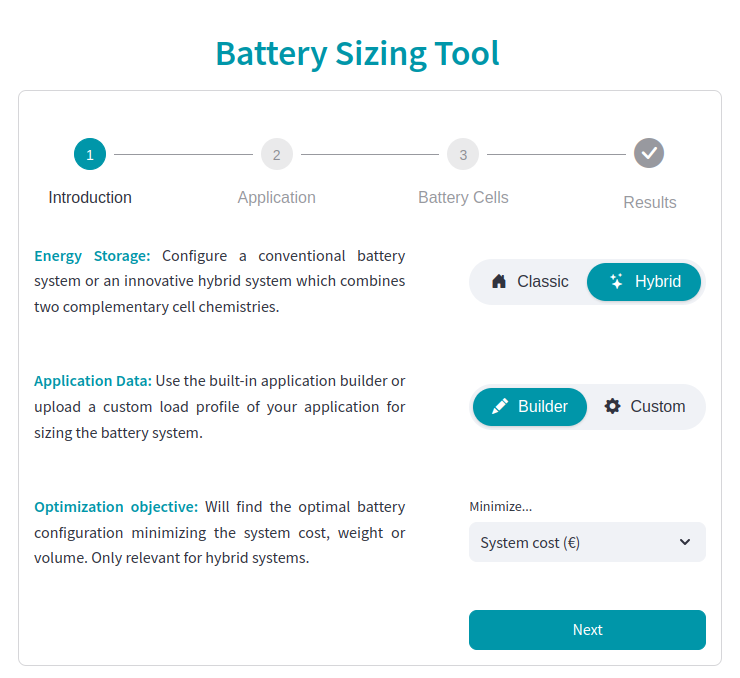 Battery Sizing Tool
1
2
3
Introduction
Application
Battery Cells
Results
Energy Storage: Configure a conventional battery
system or an innovative hybrid system which combines
two complementary cell chemistries.
Classic
Hybrid
Application Data: Use the built-in application builder or
upload a custom load profile of your application for
sizing the battery system.
Builder
Custom
Optimization objective: Will find the optimal battery
configuration minimizing the system cost, weight or
volume. Only relevant for hybrid systems.
Minimize...
System cost (€)
Next